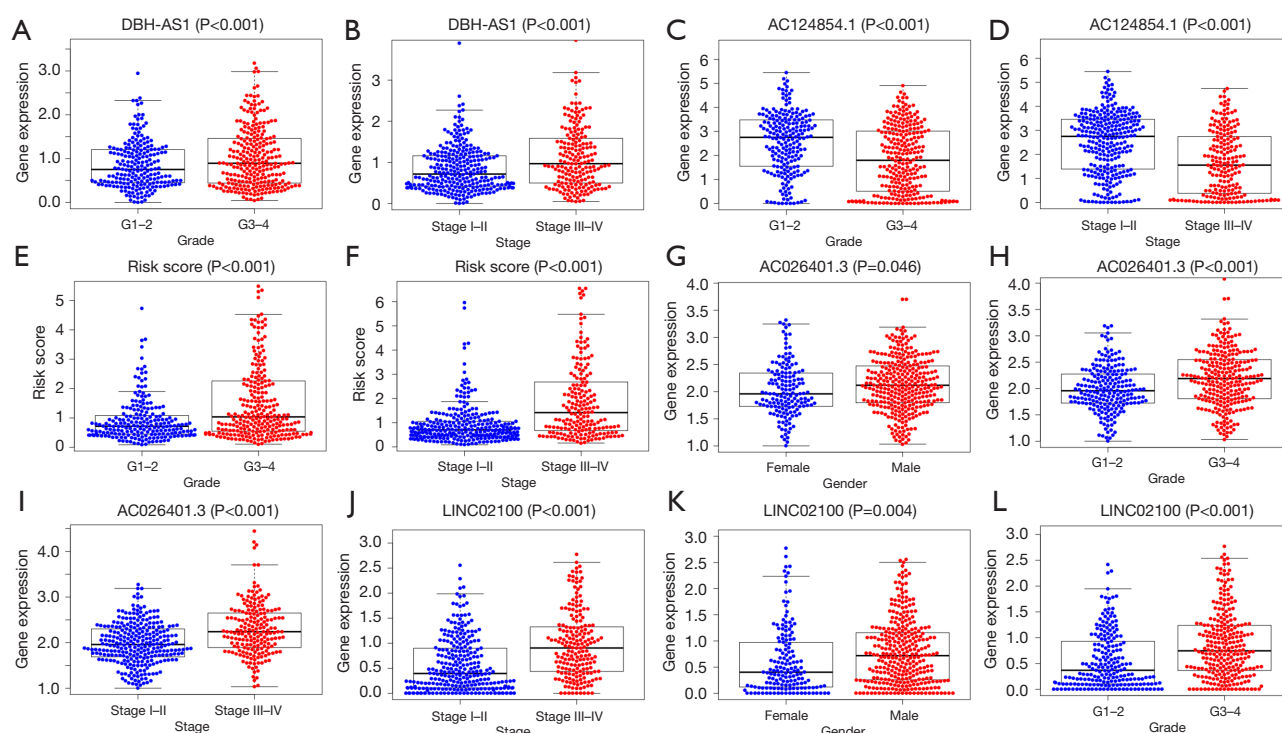 A
DBH-AS1 (P<0.001)
Gene expression
3.0
2.0
1.0
0.0
G1–2
G3–4
Grade
B
DBH-AS1 (P<0.001)
Gene expression
3
2
1
0
Stage I–II
Stage III–IV
Stage
C
AC124854.1 (P<0.001)
Gene expression
6
5
4
3
2
1
0
G1–2
G3–4
Grade
D
AC124854.1 (P<0.001)
Gene expression
6
5
4
3
2
1
0
Stage I–II
Stage III–IV
Stage
E
Risk score (P<0.001)
Risk score
5
4
3
2
1
0
G1–2
G3–4
Grade
F
Risk score (P<0.001)
Risk score
6
5
4
3
2
1
0
Stage I–II
Stage III–IV
Stage
G
AC026401.3 (P=0.046)
Gene expression
4.0
3.5
3.0
2.5
2.0
1.5
1.0
Female
Male
Gender
H
AC026401.3 (P<0.001)
Gene expression
4.0
3.5
3.0
2.5
2.0
1.5
1.0
G1–2
G3–4
Grade
I
AC026401.3 (P<0.001)
Gene expression
4.0
3.0
2.0
1.0
Stage I–II
Stage III–IV
Stage
J
LINC02100 (P<0.001)
Gene expression
3.0
2.5
2.0
1.5
1.0
0.5
0.0
Stage I–II
Stage III–IV
Stage
K
LINC02100 (P=0.004)
Gene expression
3.0
2.5
2.0
1.5
1.0
0.5
0.0
Female
Male
Gender
L
LINC02100 (P<0.001)
Gene expression
3.0
2.5
2.0
1.5
1.0
0.5
0.0
G1–2
G3–4
Grade